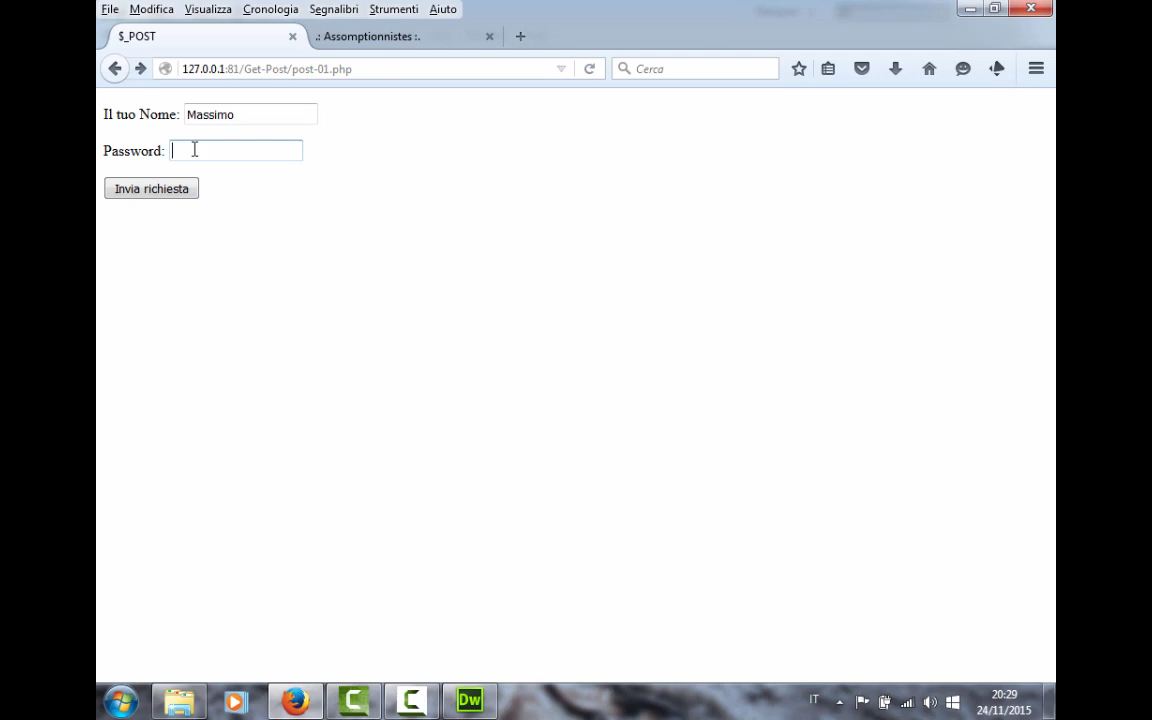 File Modifica Visualizza Cronologia Segnalibri Strumenti Aiuto
$_POST .: Assomptionnistes :.
127.0.0.1:81/Get-Post/post-01.php Cerca
Il tuo Nome: Massimo
Password:
Invia richiesta
Dw IT 20:29
24/11/2015